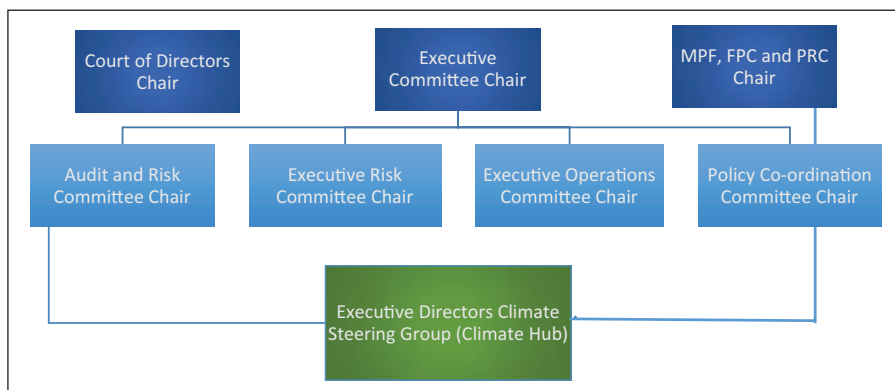 Court of Directors
Chair
Executive
Committee Chair
MPF, FPC and PRC
Chair
Audit and Risk
Committee Chair
Executive Risk
Committee Chair
Executive Operations
Committee Chair
Policy Co-ordination
Committee Chair
Executive Directors Climate
Steering Group (Climate Hub)